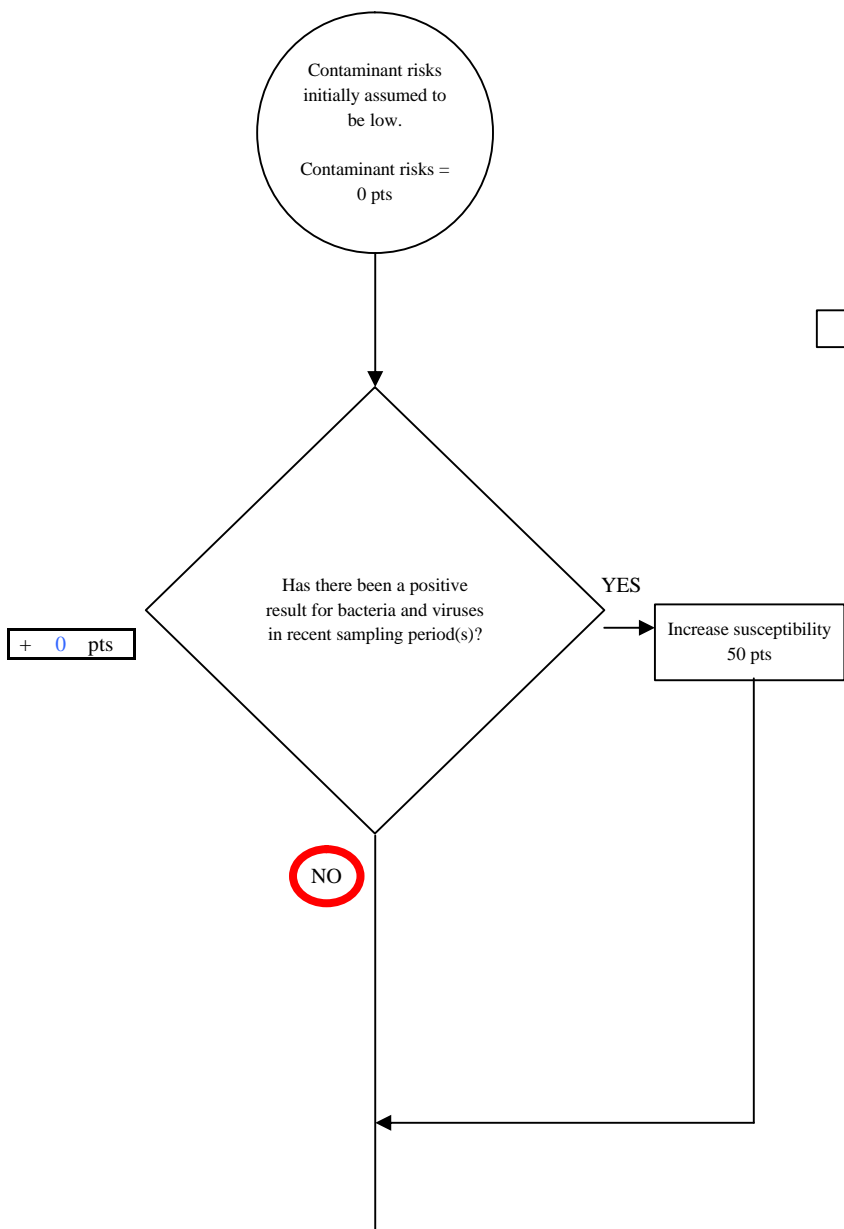 Contaminant risks
initially assumed to
be low.
Contaminant risks =
0 pts
Has there been a positive
result for bacteria and viruses
in recent sampling period(s)?
YES
+ 0 pts
Increase susceptibility
50 pts
NO